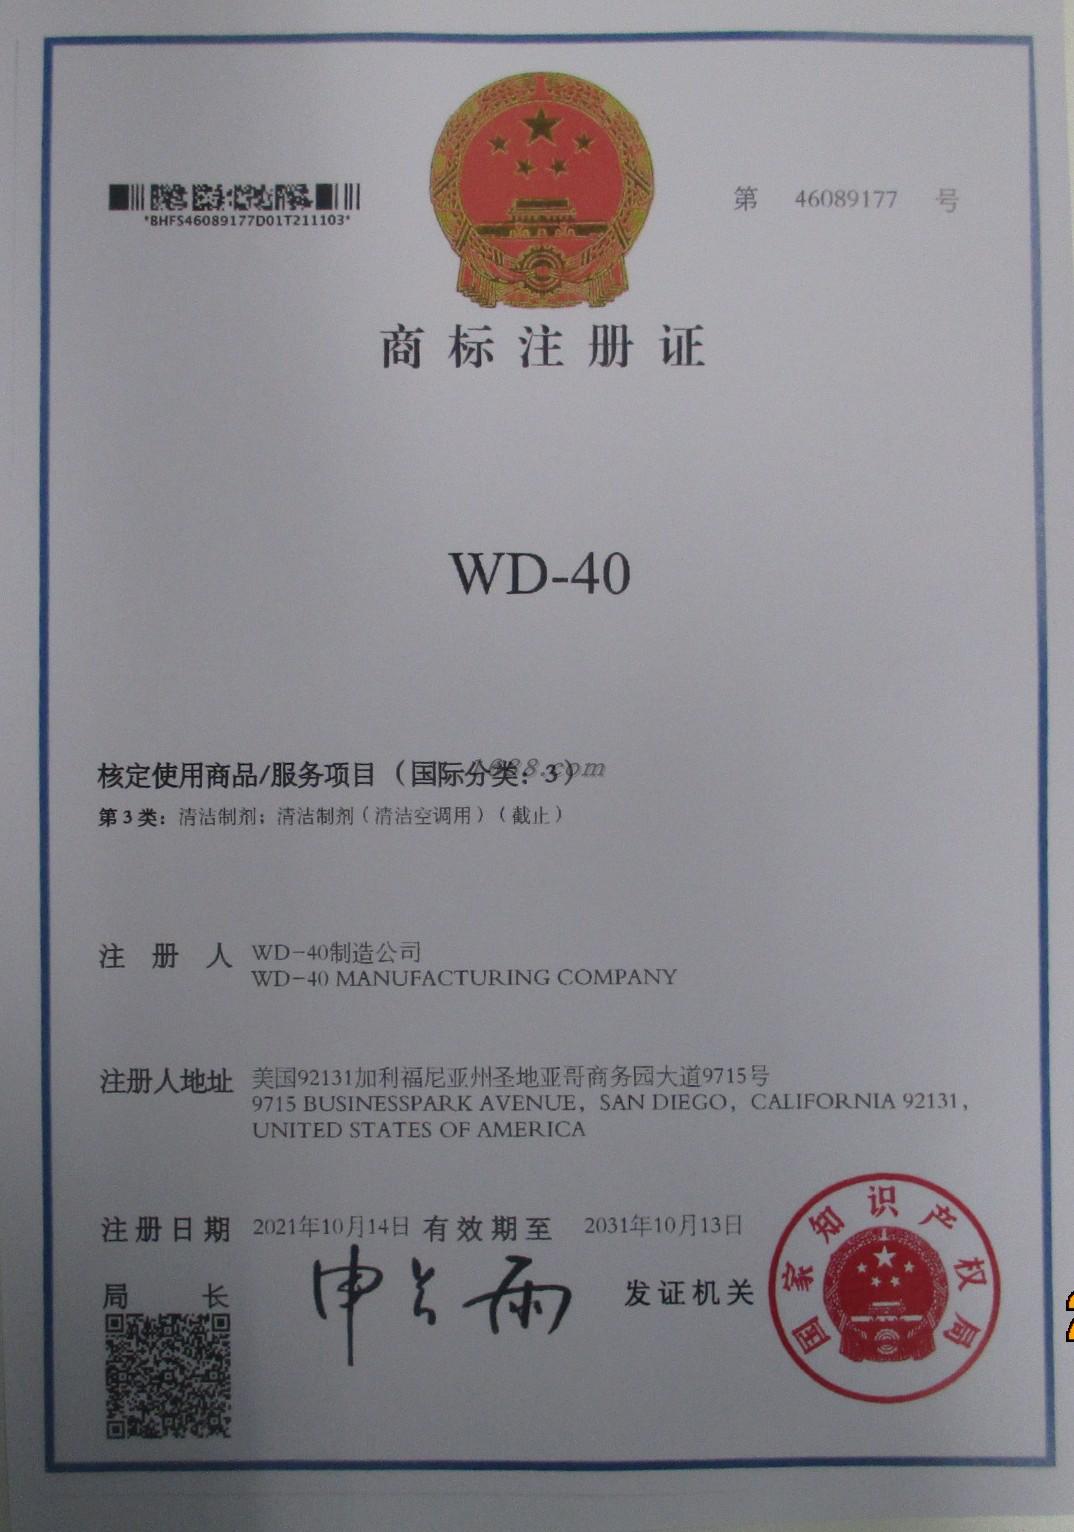 *BHFS46089177D01T211103*
第 46089177 号
商标注册证
WD-40
1688.com
核定使用商品/服务项目（国际分类：3）
第3类：清洁制剂；清洁制剂（清洁空调用）（截止）
注册人 WD-40制造公司
WD-40 MANUFACTURING COMPANY
注册人地址 美国92131加利福尼亚州圣地亚哥商务园大道9715号
9715 BUSINESSPARK AVENUE，SAN DIEGO，CALIFORNIA 92131，
UNITED STATES OF AMERICA
注册日期 2021年10月14日 有效期至 2031年10月13日
局长 申长雨 发证机关
国家知识产权局